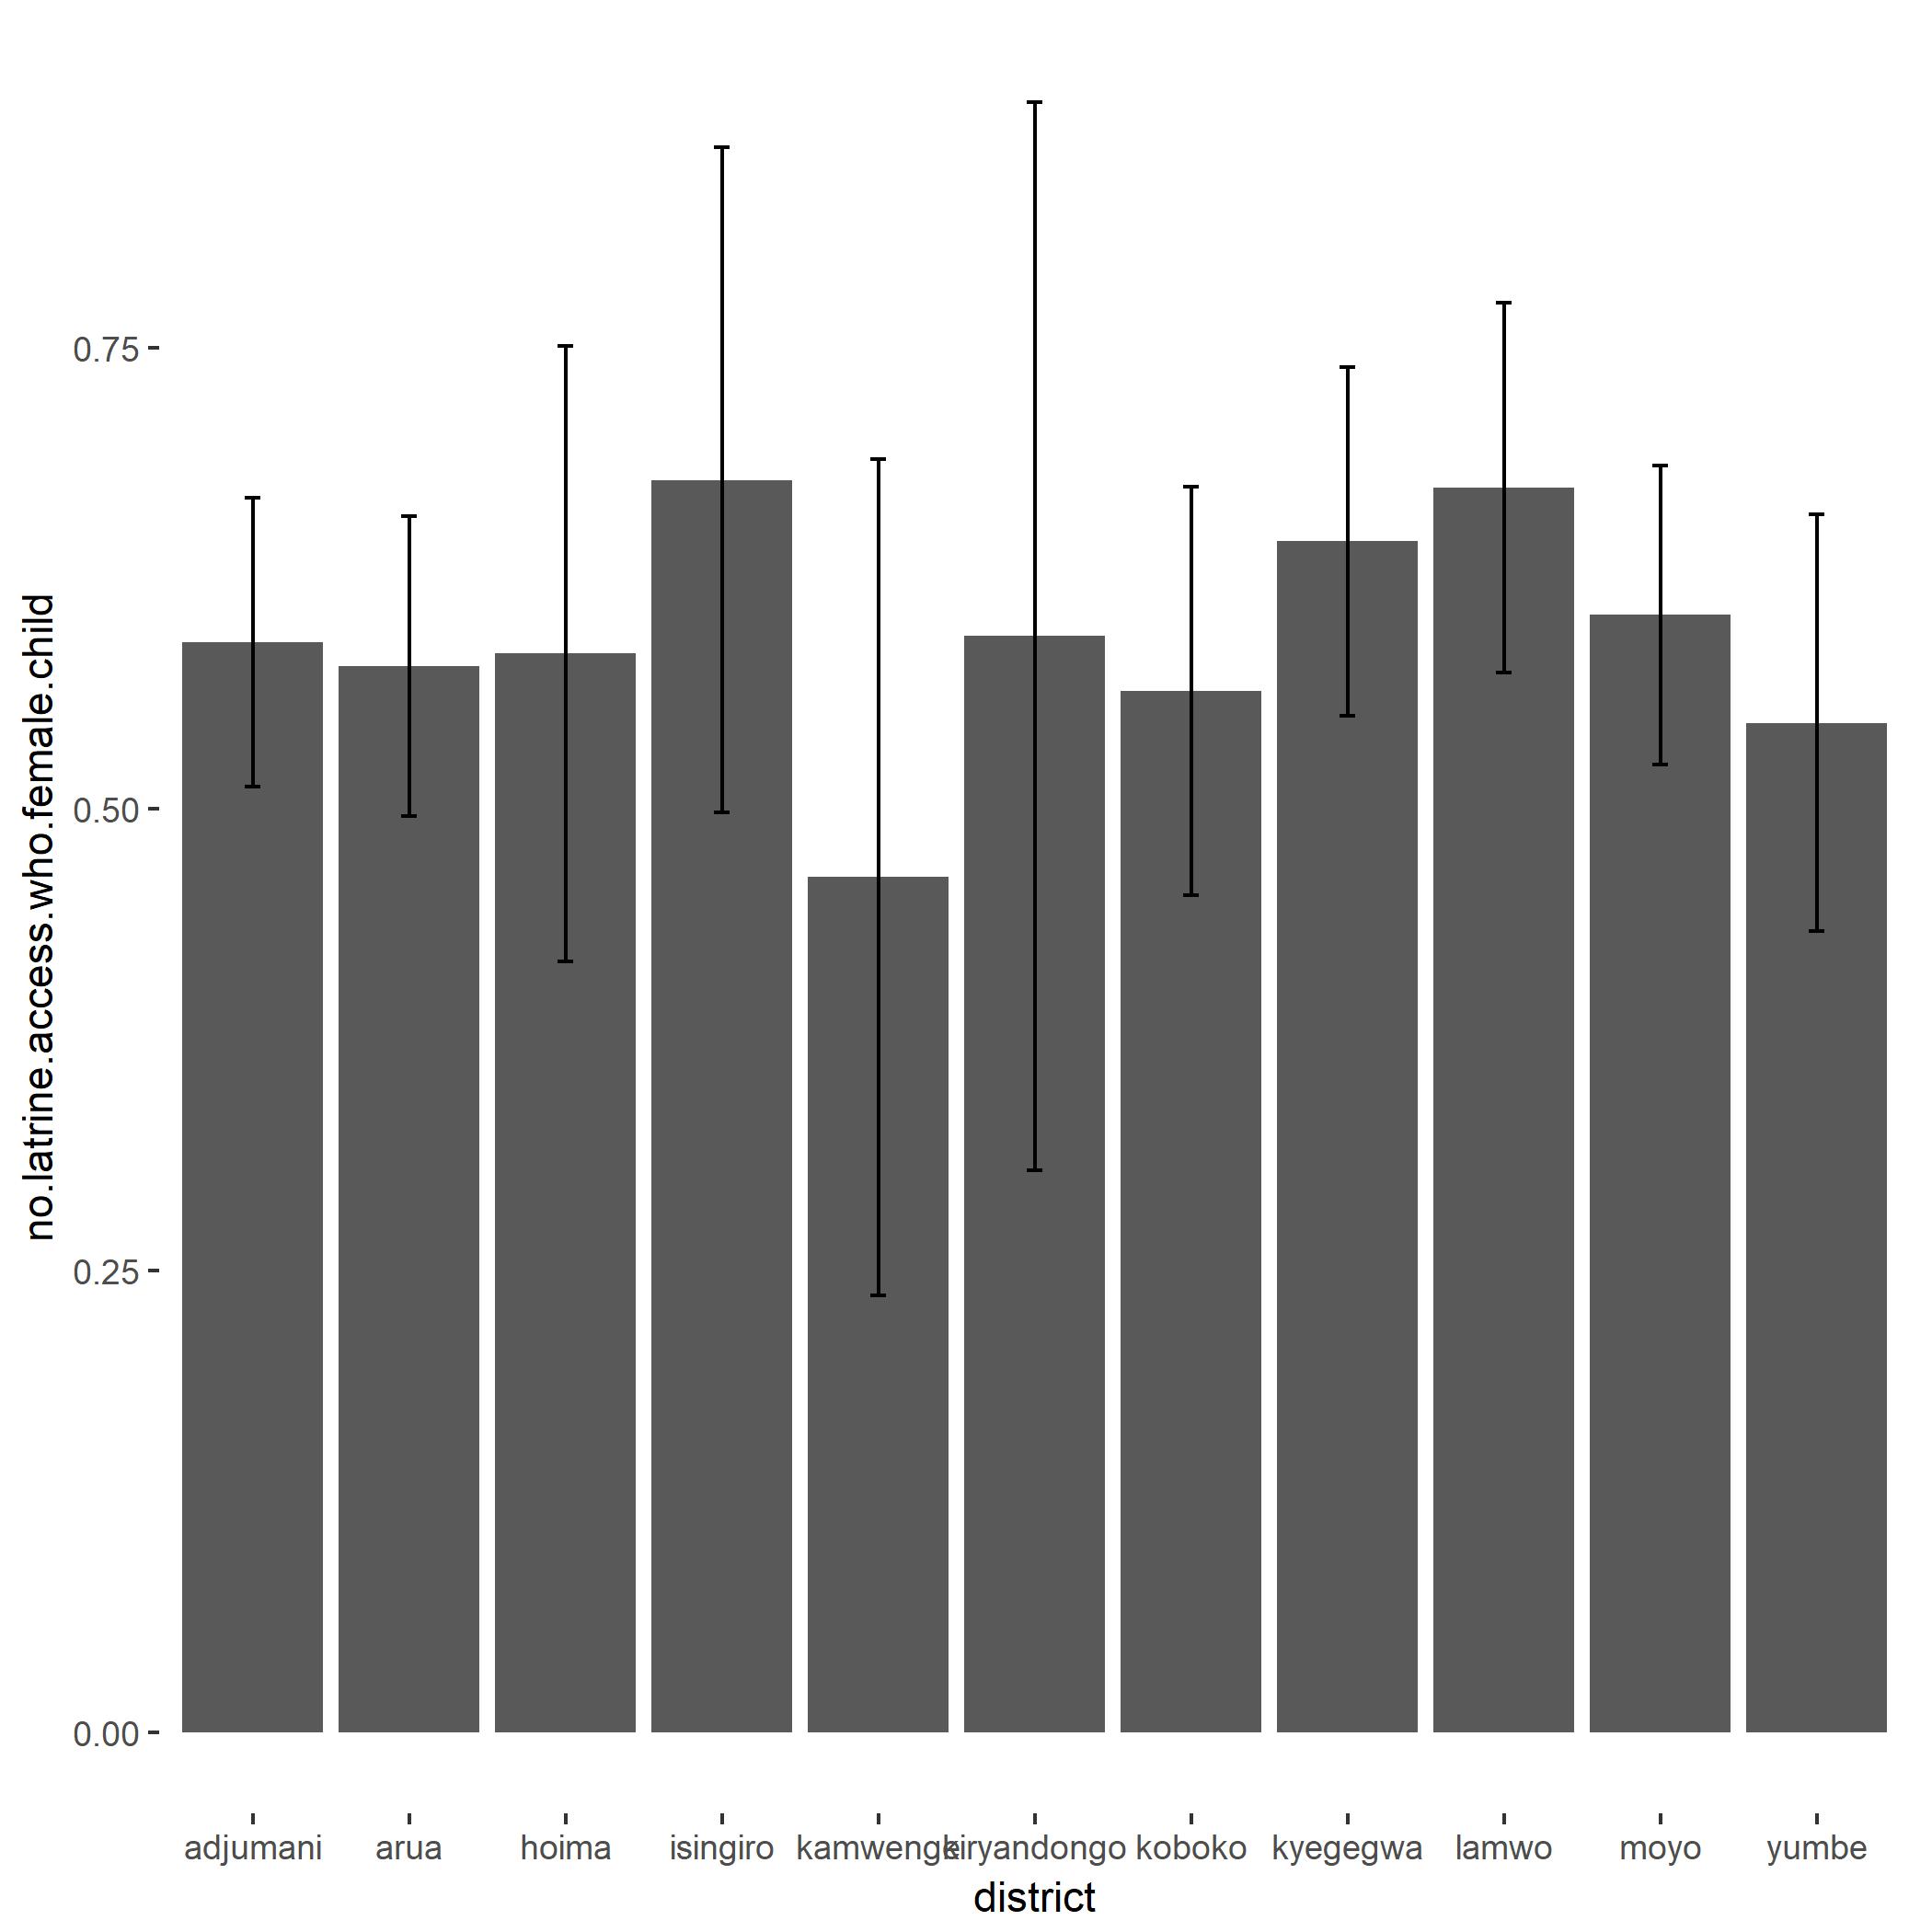 no.latrine.access.who.female.child
0.75
0.50
0.25
0.00
adjumani arua hoima isingiro kamwenge kiryandongo koboko kyegegwa lamwo moyo yumbe
district